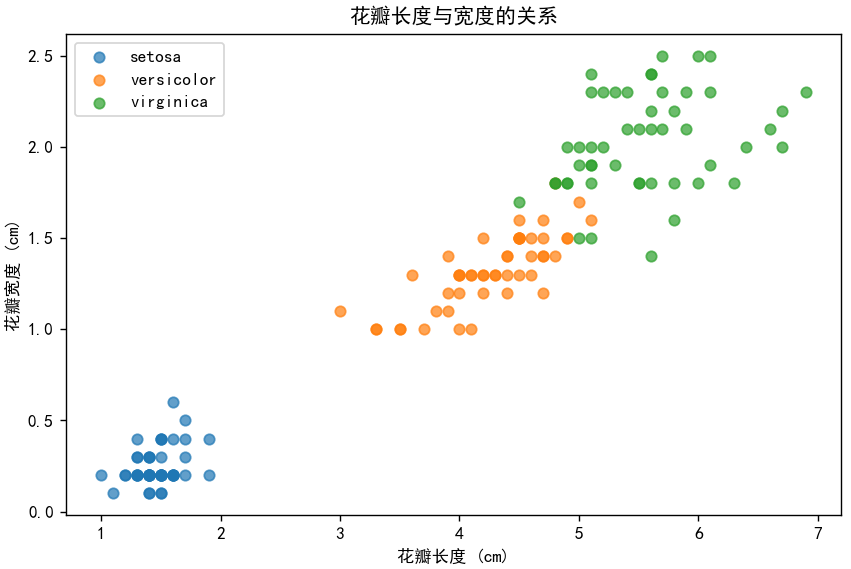 花瓣长度与宽度的关系
setosa
versicolor
virginica
花瓣宽度 (cm)
2.5
2.0
1.5
1.0
0.5
0.0
1 2 3 4 5 6 7
花瓣长度 (cm)